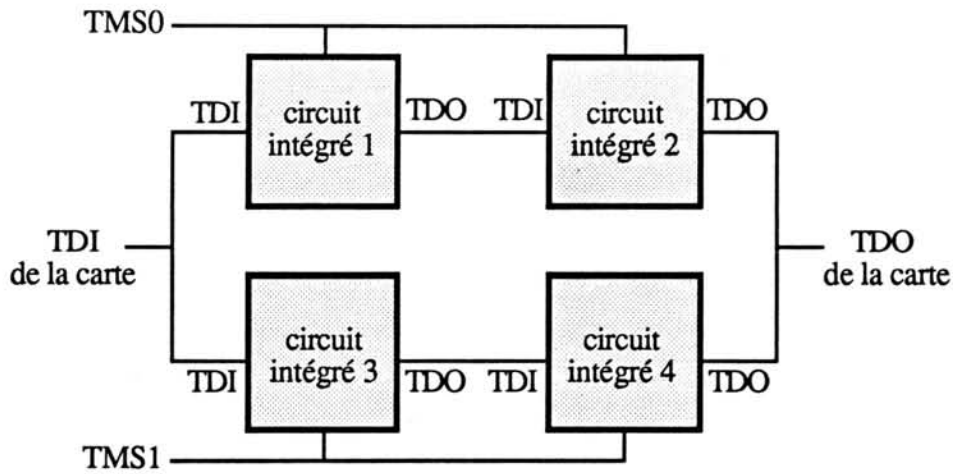 TMS0
TDI
circuit
intégré 1
TDO
TDI
circuit
intégré 2
TDO
TDI
de la carte
TDO
de la carte
TDI
circuit
intégré 3
TDO
TDI
circuit
intégré 4
TDO
TMS1